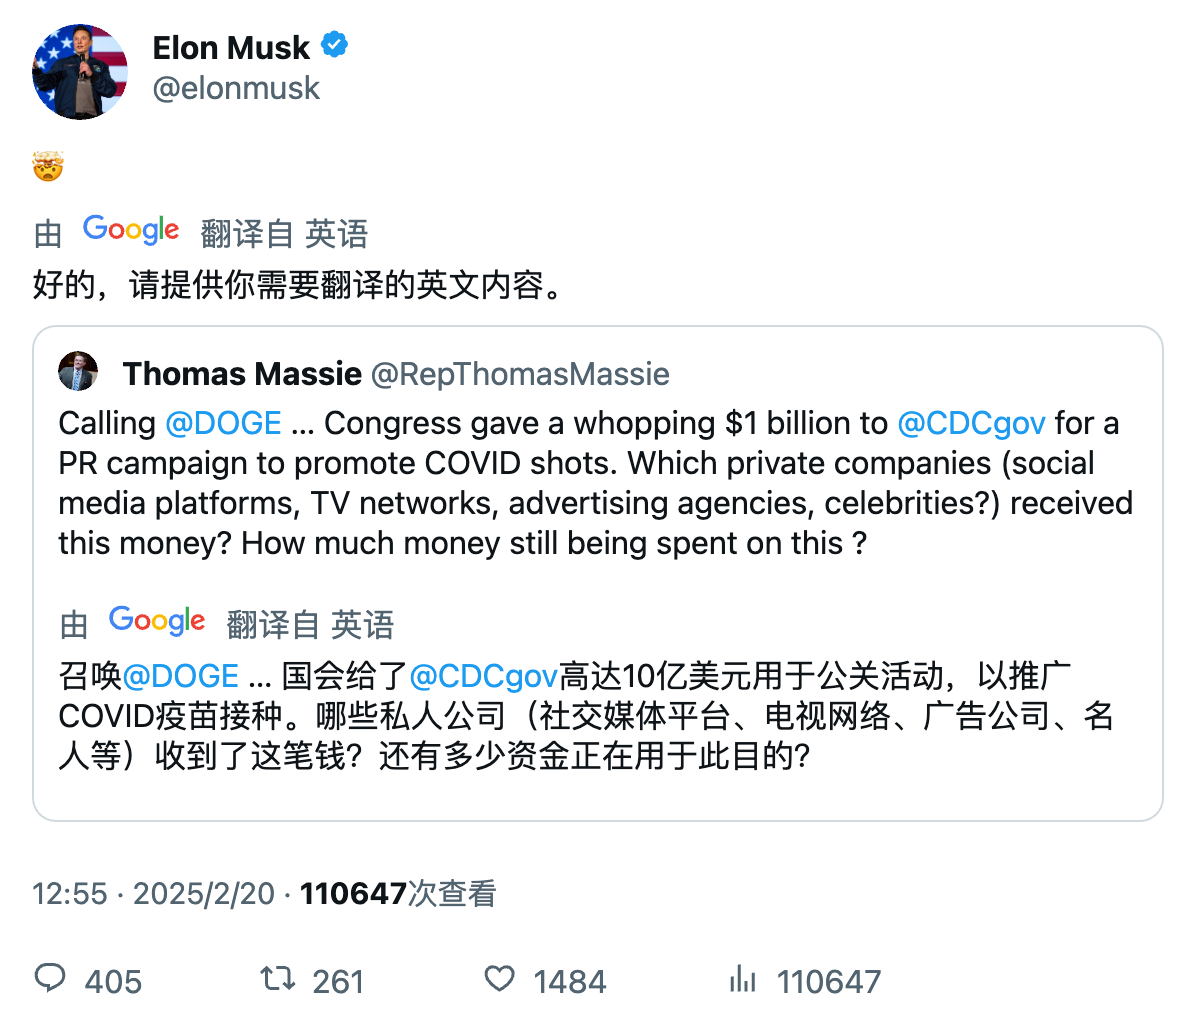 Elon Musk
@elonmusk
🤯
由 Google 翻译自 英语
好的，请提供你需要翻译的英文内容。
Thomas Massie @RepThomasMassie
Calling @DOGE ... Congress gave a whopping $1 billion to @CDCgov for a
PR campaign to promote COVID shots. Which private companies (social
media platforms, TV networks, advertising agencies, celebrities?) received
this money? How much money still being spent on this ?
由 Google 翻译自 英语
召唤@DOGE ... 国会给了@CDCgov高达10亿美元用于公关活动，以推广
COVID疫苗接种。哪些私人公司（社交媒体平台、电视网络、广告公司、名
人等）收到了这笔钱？还有多少资金正在用于此目的?
12:55 · 2025/2/20 · 110647次查看
405 261 1484 110647